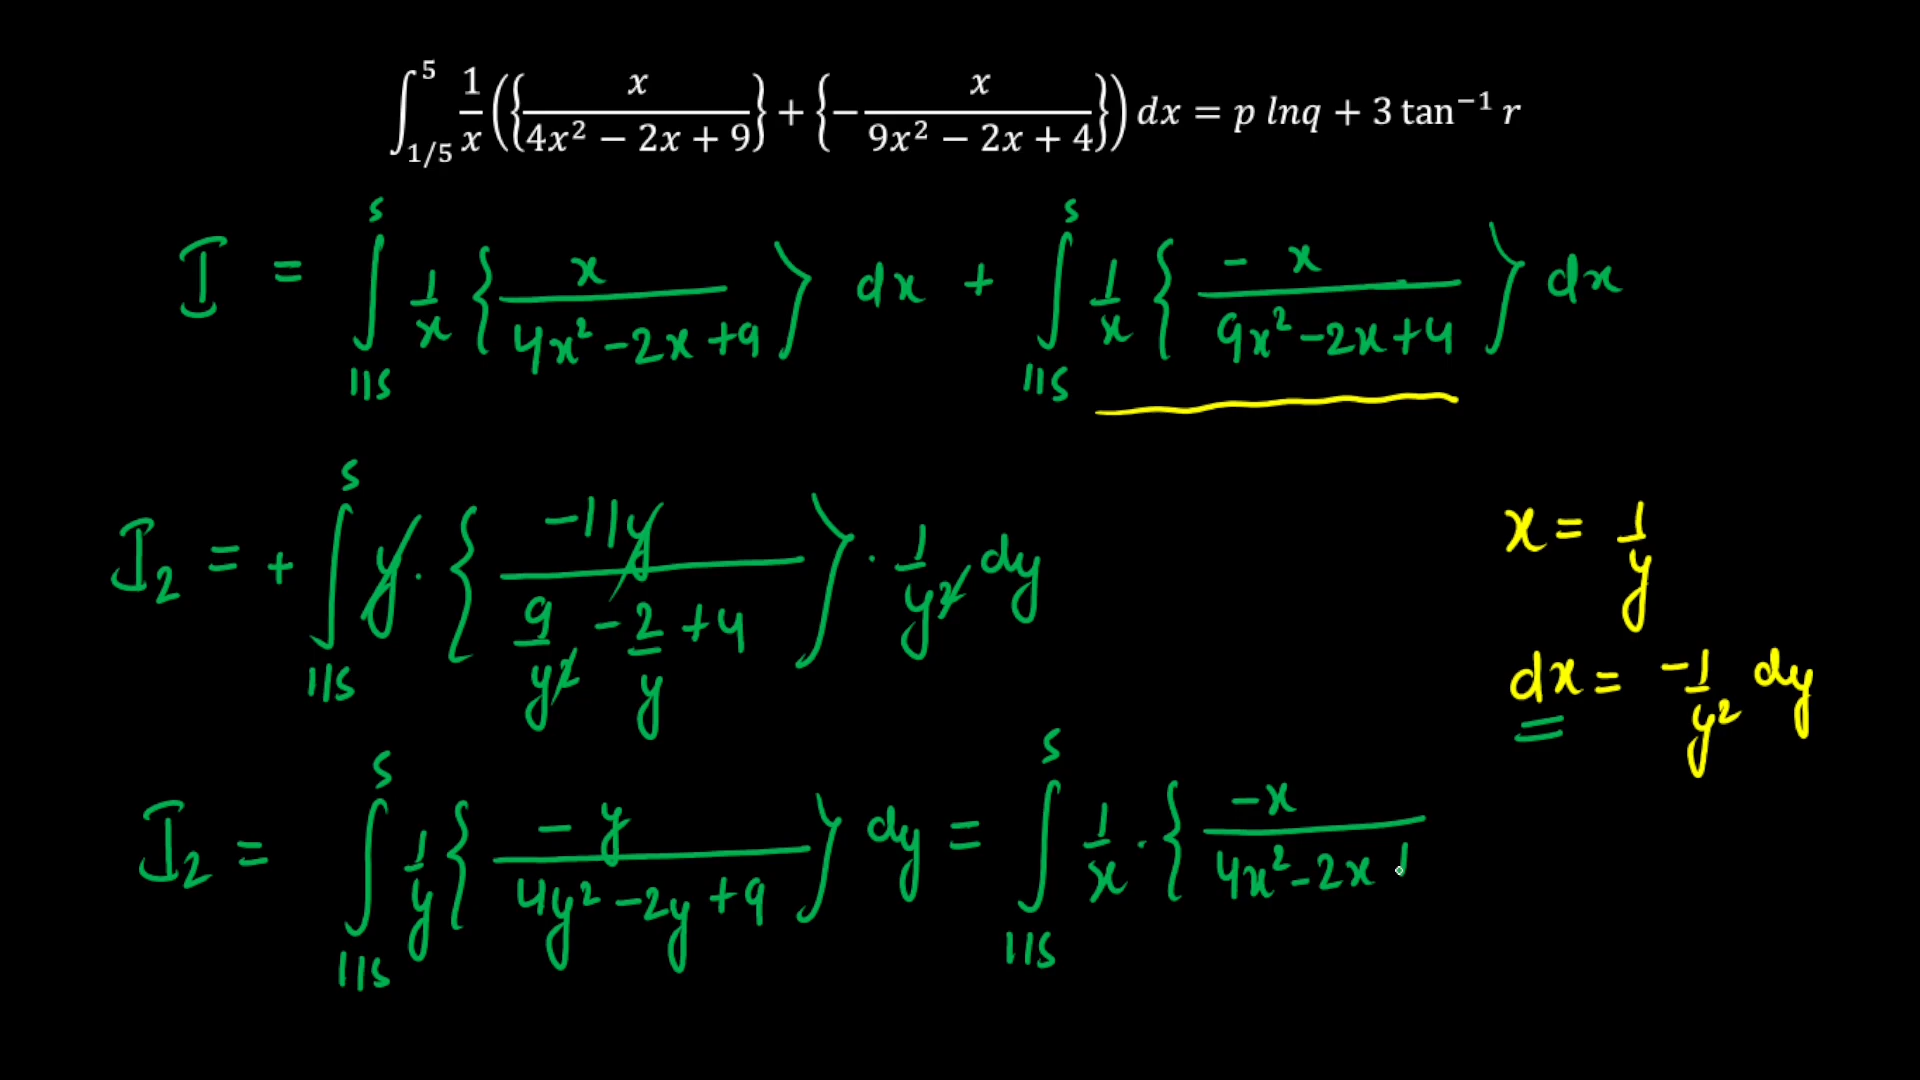 ∫_{1/5}^{5} 1/x ({x/(4x² − 2x + 9)} + {−x/(9x² − 2x + 4)}) dx = p lnq + 3 tan⁻¹ r
I = ∫_{1/5}^{5} 1/x {x/(4x²-2x+9)} dx + ∫_{1/5}^{5} 1/x {-x/(9x²-2x+4)} dx
I₂ = + ∫_{1/5}^{5} y · {(-1/y)/(9/y² - 2/y + 4)} · 1/y² dy
x = 1/y
dx = -1/y² dy
I₂ = ∫_{1/5}^{5} 1/y {-y/(4y²-2y+9)} dy = ∫_{1/5}^{5} 1/x · {-x/(4x²-2x